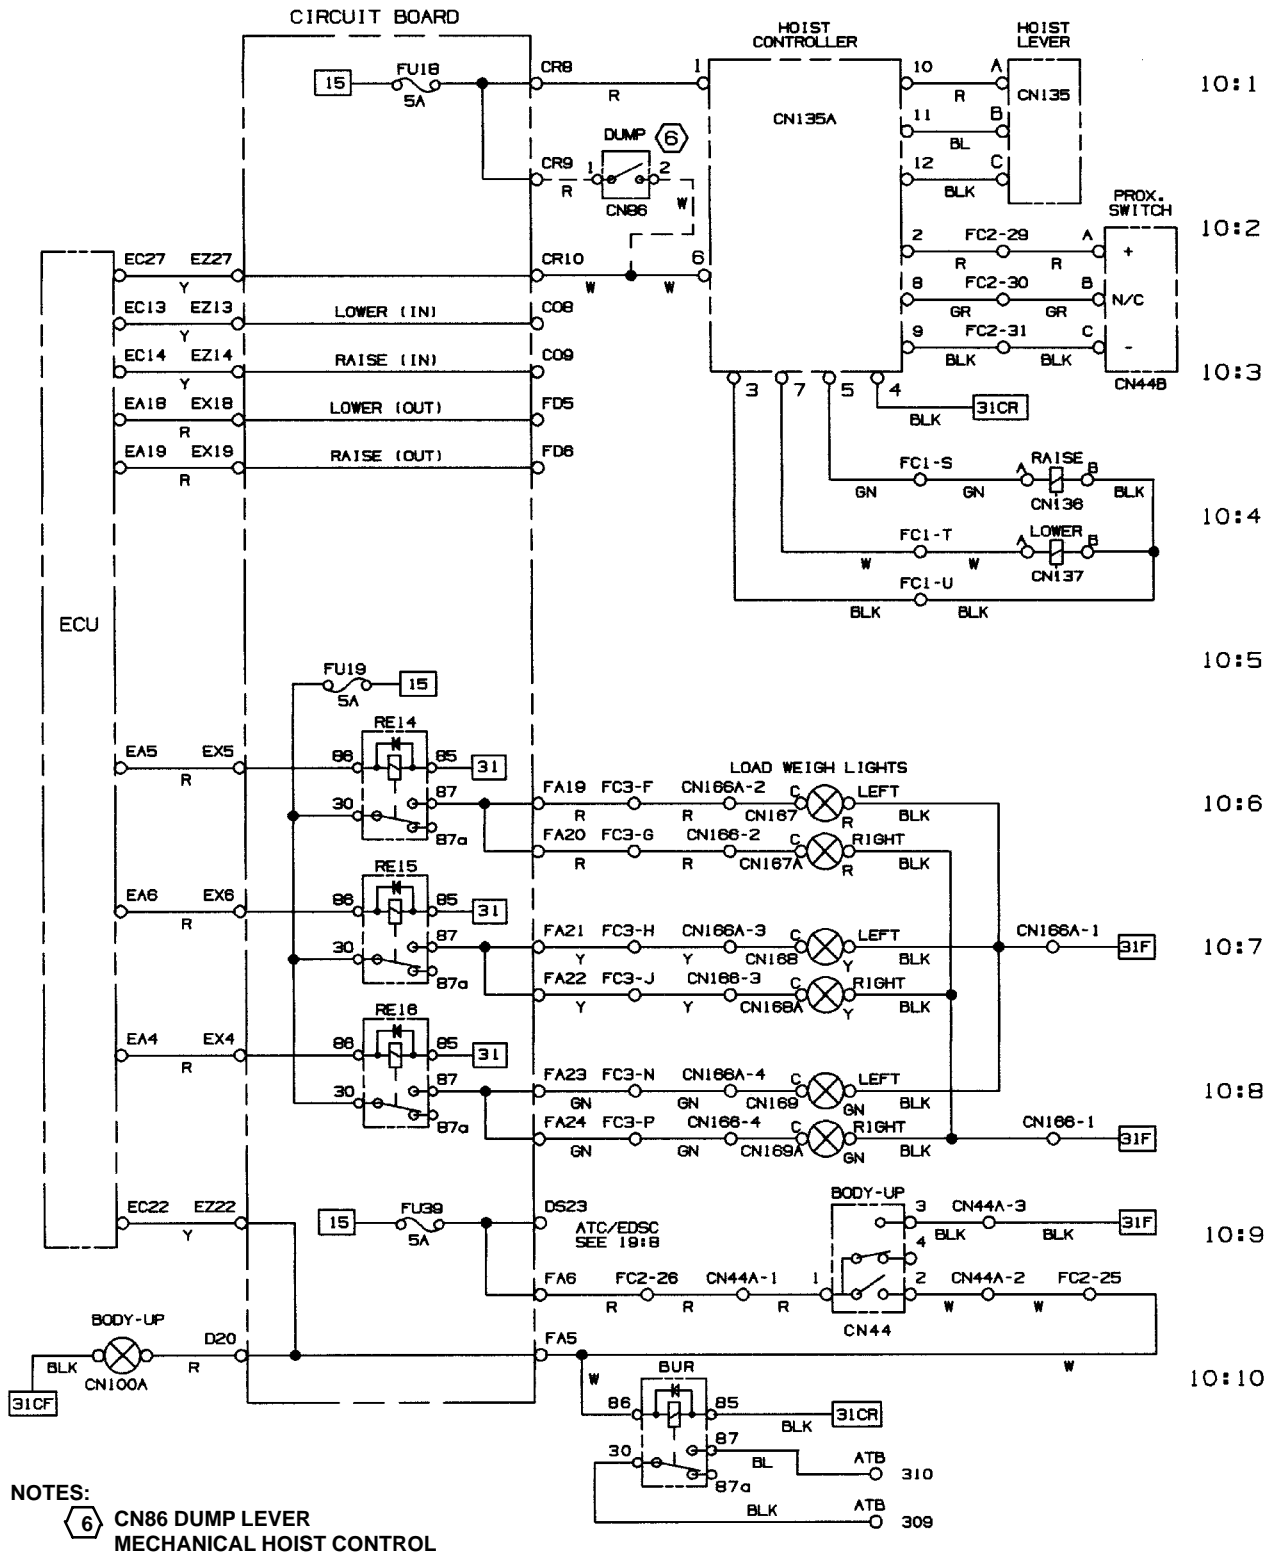 CIRCUIT BOARD
HOIST CONTROLLER
HOIST LEVER
15 FU18 5A CR8 R 1 10 R A CN135 10:1
CN135A
11 BL B
DUMP 6
CR9 R 1 2 W CN86
12 BLK C
PROX. SWITCH 10:2
2 R FC2-29 R A +
EC27 Y EZ27 CR10 W W 6
8 GR FC2-30 GR B N/C
EC13 Y EZ13 LOWER (IN) CO8
9 BLK FC2-31 BLK C -
EC14 Y EZ14 RAISE (IN) CO9
CN44B 10:3
3 7 5 4 BLK 31CR
EA18 R EX18 LOWER (OUT) FD5
EA19 R EX19 RAISE (OUT) FD6
GN FC1-S GN A RAISE B BLK
CN136
10:4
W FC1-T W A LOWER B
CN137
BLK FC1-U BLK
ECU
10:5
FU19 5A 15
RE14
EA5 R EX5 86 85 31
LOAD WEIGH LIGHTS
30 87 87a
FA19 R FC3-F R CN166A-2 C CN167 R LEFT BLK 10:6
FA20 R FC3-G R CN166-2 C CN167A R RIGHT BLK
RE15
EA6 R EX6 86 85 31
30 87 87a
FA21 Y FC3-H Y CN166A-3 C CN168 Y LEFT BLK CN166A-1 31F 10:7
FA22 Y FC3-J Y CN166-3 C CN168A Y RIGHT BLK
RE16
EA4 R EX4 86 85 31
30 87 87a
FA23 GN FC3-N GN CN166A-4 C CN169 GN LEFT BLK 10:8
FA24 GN FC3-P GN CN166-4 C CN169A GN RIGHT BLK CN166-1 31F
BODY-UP
EC22 Y EZ22 15 FU39 5A DS23
ATC/EDSC
SEE 19:8
3 BLK CN44A-3 BLK 31F 10:9
4
FA6 R FC2-26 R CN44A-1 R 1 2 W CN44A-2 W FC2-25
CN44
BODY-UP
BLK CN100A R D20 FA5 W W
31CF
10:10
BUR
86 85 BLK 31CR
30 87 BL ATB 310
87a
BLK ATB 309
NOTES:
6 CN86 DUMP LEVER
MECHANICAL HOIST CONTROL